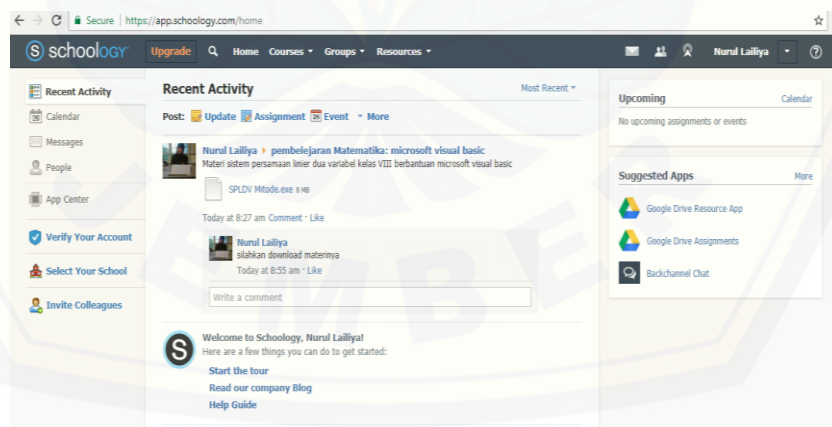 Secure | https://app.schoology.com/home
S schoology Upgrade Home Courses Groups Resources Nurul Lailiya
Recent Activity
Calendar
Messages
People
App Center
Verify Your Account
Select Your School
Invite Colleagues
Recent Activity Most Recent
Post: Update Assignment Event More
Nurul Lailiya pembelejaran Matematika: microsoft visual basic
Materi sistem persamaan linier dua variabel kelas VIII berbantuan microsoft visual basic
SPLDV Mitode.exe 8 MB
Today at 8:27 am Comment · Like
Nurul Lailiya
silahkan download materinya
Today at 8:55 am · Like
Write a comment
S
Welcome to Schoology, Nurul Lailiya!
Here are a few things you can do to get started:
Start the tour
Read our company Blog
Help Guide
Upcoming Calendar
No upcoming assignments or events
Suggested Apps More
Google Drive Resource App
Google Drive Assignments
Backchannel Chat
JEMBER